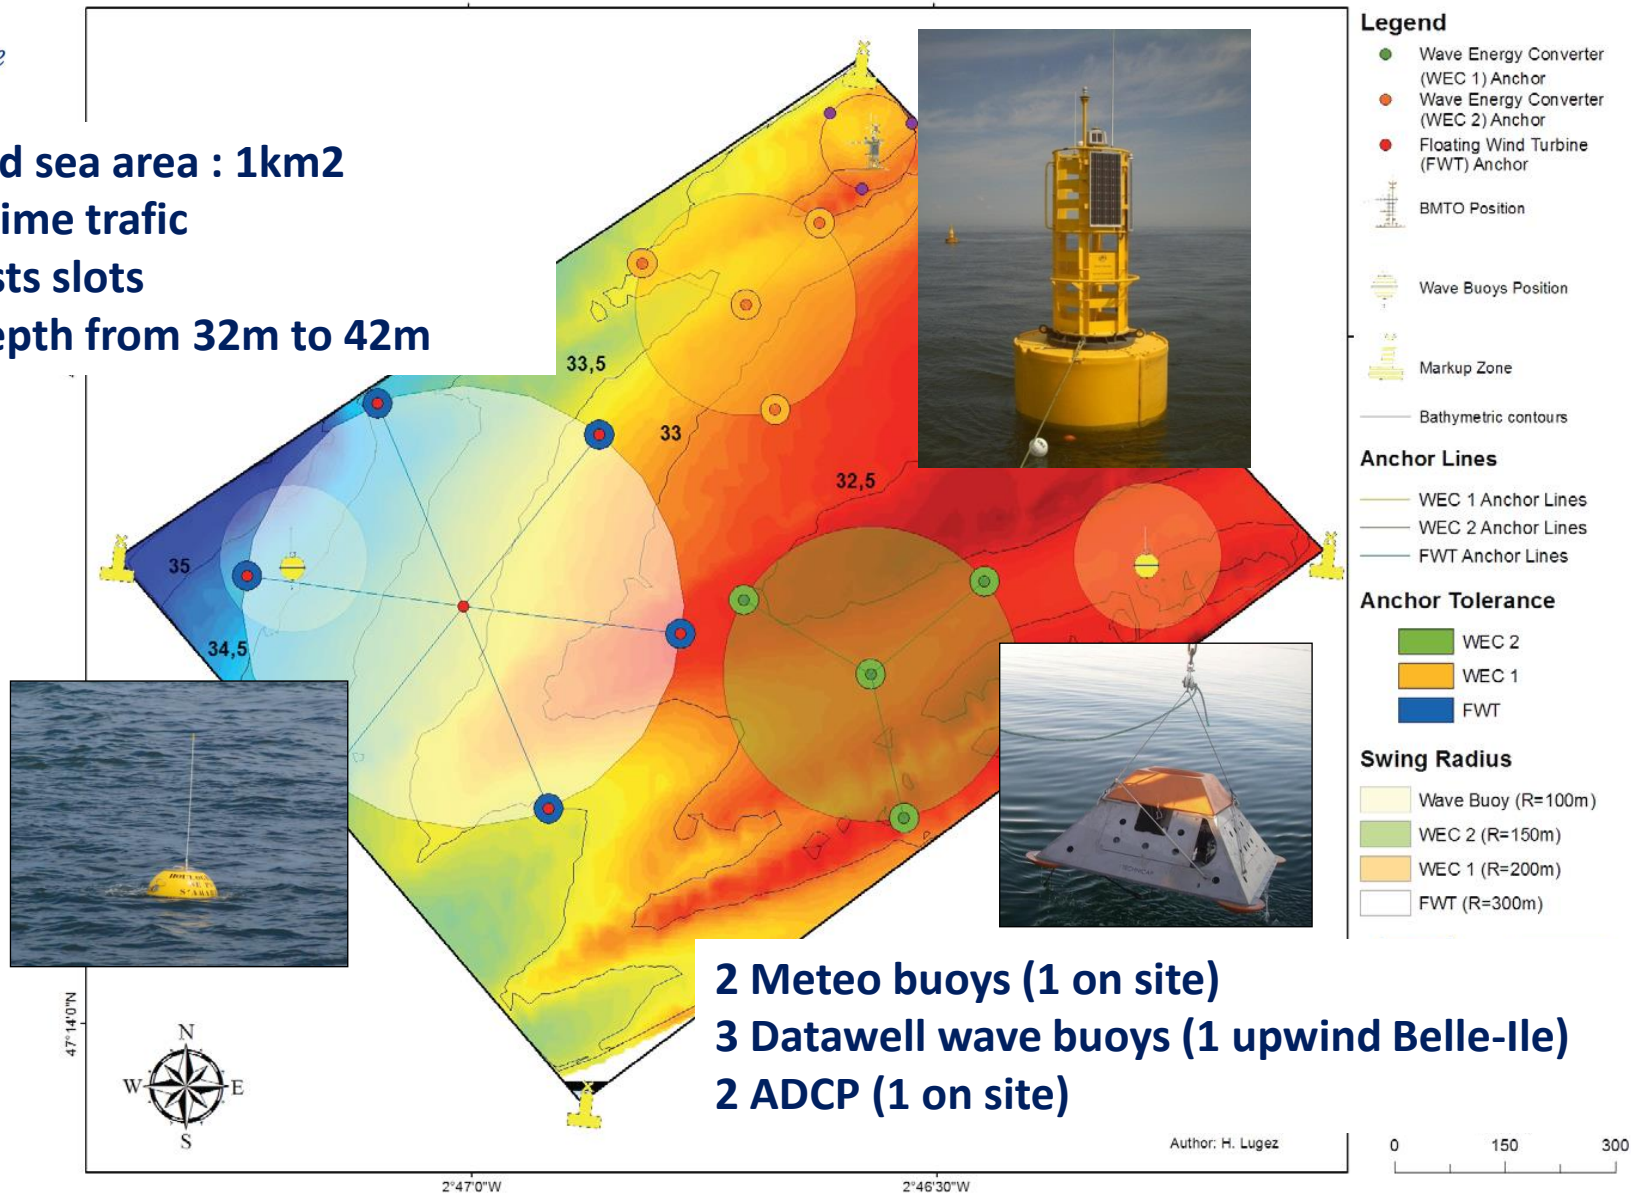 e
d sea area : 1km2
ime trafic
sts slots
epth from 32m to 42m
33,5
33
32,5
35
34,5
Legend
Wave Energy Converter
(WEC 1) Anchor
Wave Energy Converter
(WEC 2) Anchor
Floating Wind Turbine
(FWT) Anchor
BMTO Position
Wave Buoys Position
Markup Zone
Bathymetric contours
Anchor Lines
WEC 1 Anchor Lines
WEC 2 Anchor Lines
FWT Anchor Lines
Anchor Tolerance
WEC 2
WEC 1
FWT
Swing Radius
Wave Buoy (R=100m)
WEC 2 (R=150m)
WEC 1 (R=200m)
FWT (R=300m)
2 Meteo buoys (1 on site)
3 Datawell wave buoys (1 upwind Belle-Ile)
2 ADCP (1 on site)
47°14'0"N
N
W E
S
Author: H. Lugez
0 150 300
2°47'0"W
2°46'30"W